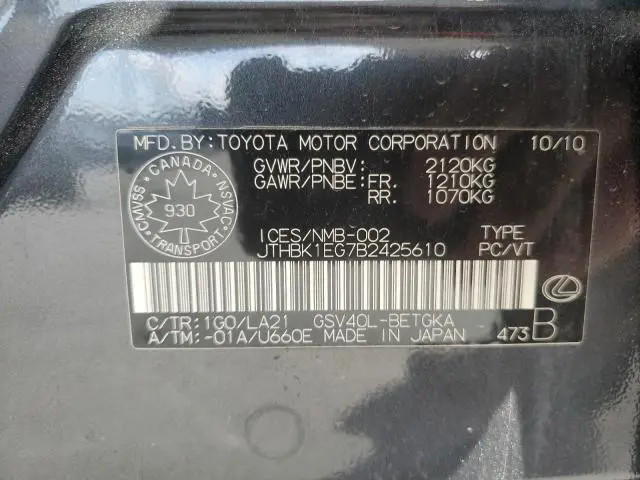 MFD.BY:TOYOTA MOTOR CORPORATION 10/10
GVWR/PNBV: 2120KG
GAWR/PNBE:FR. 1210KG
RR. 1070KG
CANADA
CMVSS NSVAC
930
TRANSPORT
ICES/NMB-002 TYPE
JTHBK1EG7B2425610 PC/VT
C/TR:1G0/LA21 GSV40L-BETGKA
A/TM:-01A/U660E MADE IN JAPAN 473B